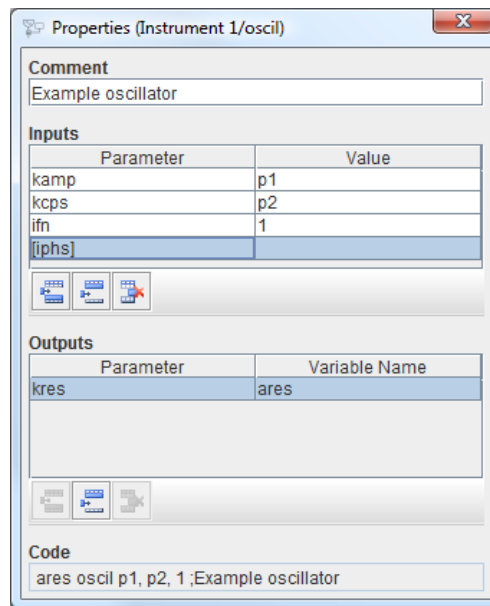 Properties (Instrument 1/oscil)
Comment
Example oscillator
Inputs
Parameter Value
kamp p1
kcps p2
ifn 1
[iphs]
Outputs
Parameter Variable Name
kres ares
Code
ares oscil p1, p2, 1 ;Example oscillator